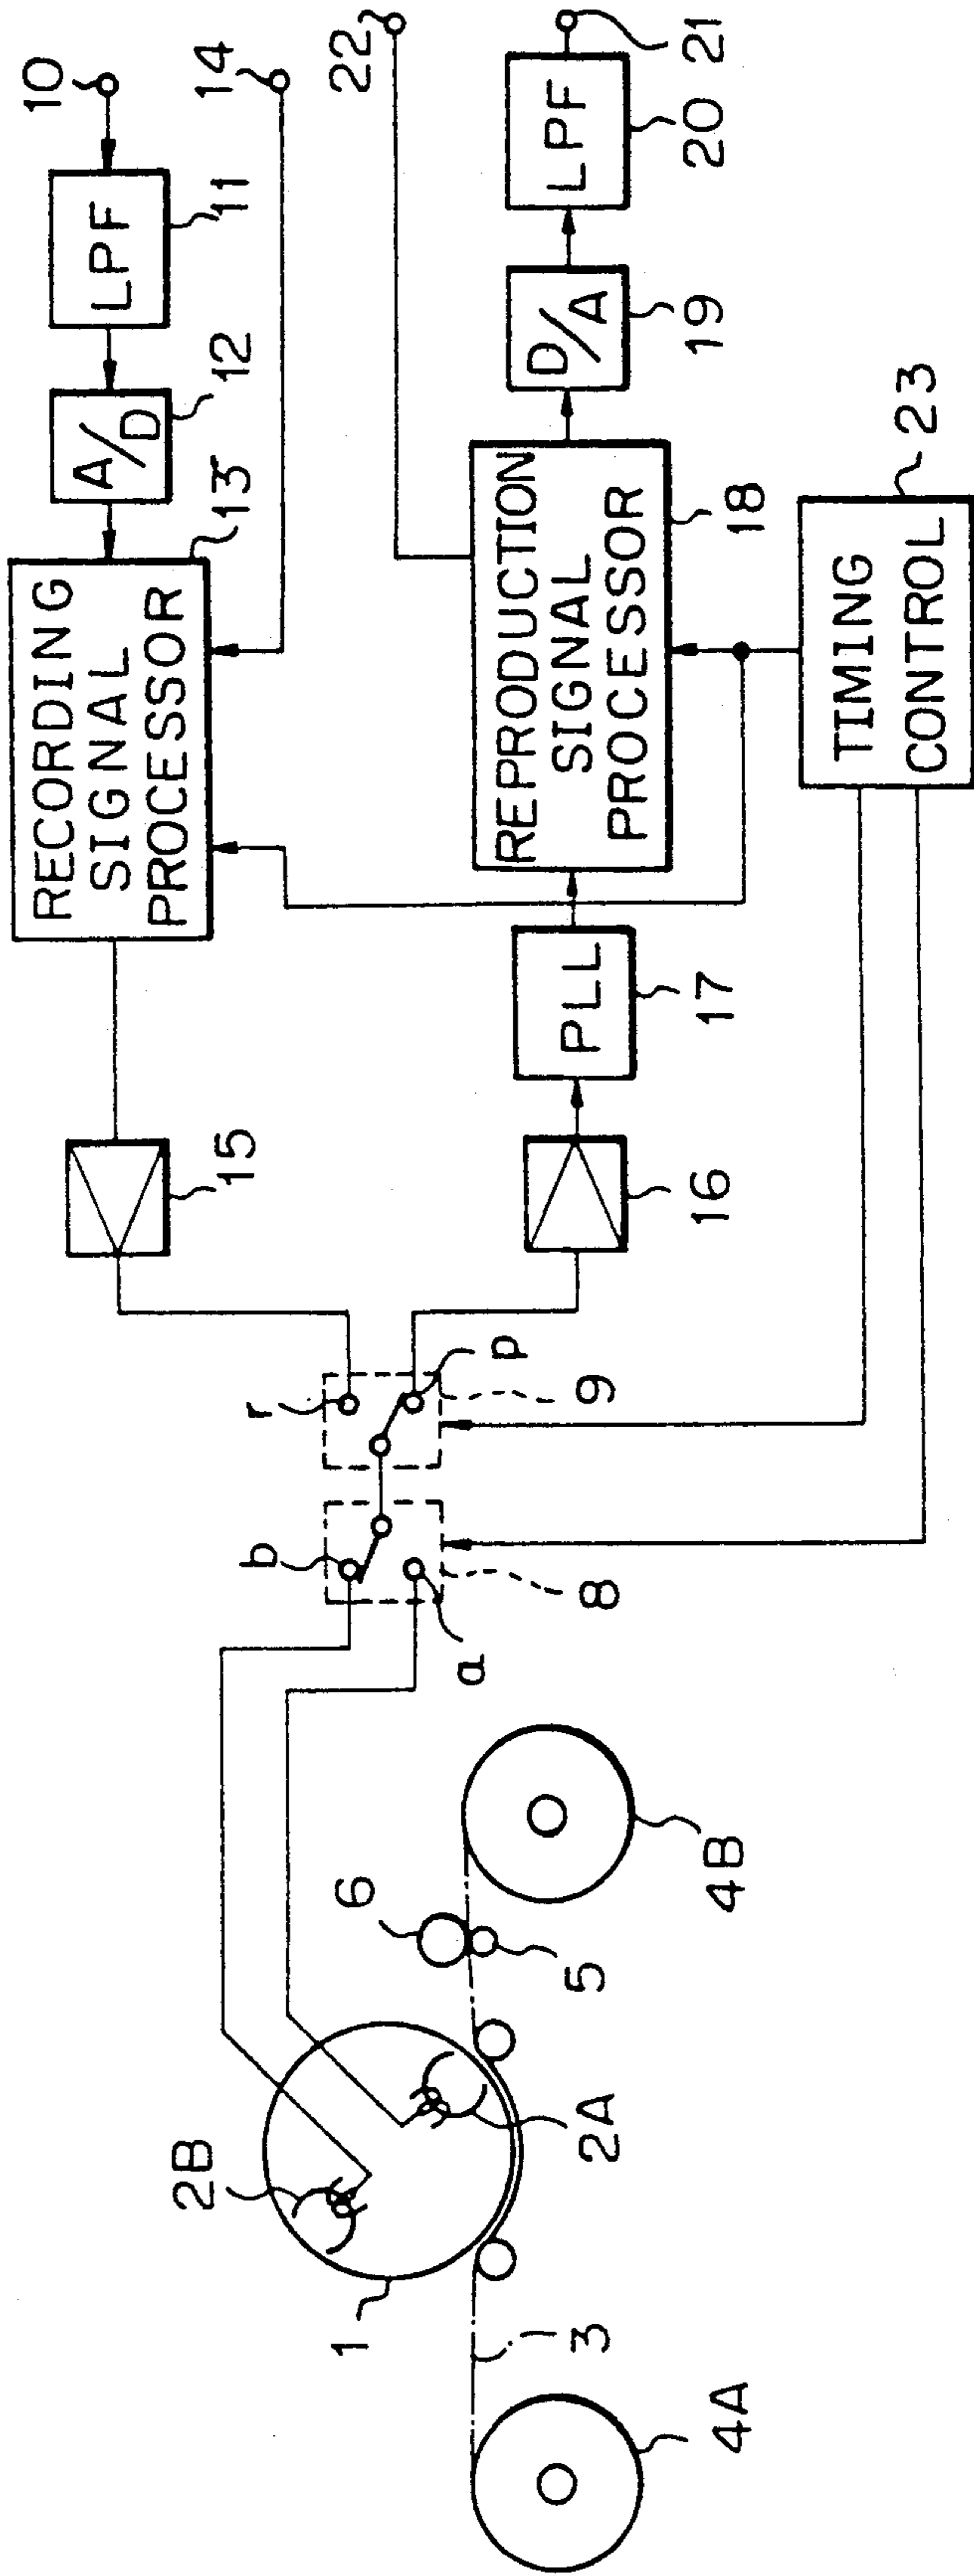 10
LPF
11
A/D
12
13
RECORDING
SIGNAL
PROCESSOR
14
15
22
21
LPF
20
D/A
19
REPRODUCTION
SIGNAL
PROCESSOR
18
PLL
17
16
TIMING
CONTROL
23
r
p
9
b
a
8
2B
2A
1
3
6
5
4B
4A